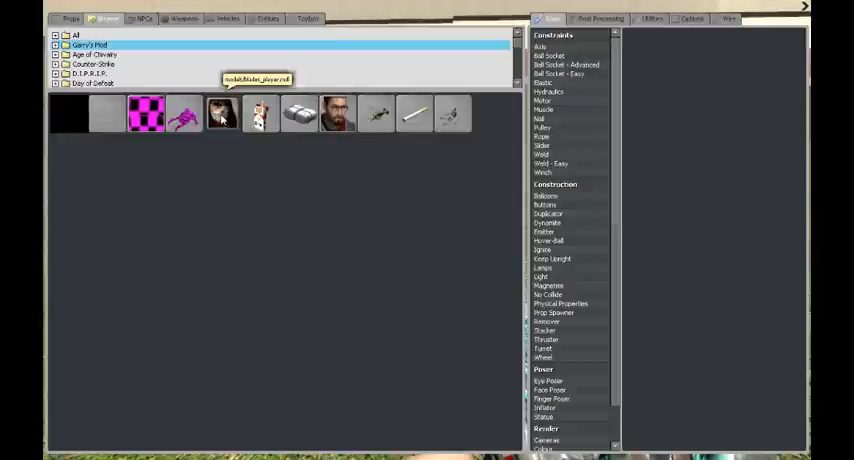 Props
Browse
NPCs
Weapons
Vehicles
Entities
Toybox
Tools
Post Processing
Utilities
Options
Wire
All
Garry's Mod
Age of Chivalry
Counter-Strike
D.I.P.R.I.P.
Day of Defeat
models/blades_player.mdl
Constraints
Axis
Ball Socket
Ball Socket - Advanced
Ball Socket - Easy
Elastic
Hydraulics
Motor
Muscle
Nail
Pulley
Rope
Slider
Weld
Weld - Easy
Winch
Construction
Balloons
Buttons
Duplicator
Dynamite
Emitter
Hover-Ball
Ignite
Keep Upright
Lamps
Light
Magnetise
No Collide
Physical Properties
Prop Spawner
Remover
Stacker
Thruster
Turret
Wheel
Poser
Eye Poser
Face Poser
Finger Poser
Inflator
Statue
Render
Cameras
Colour